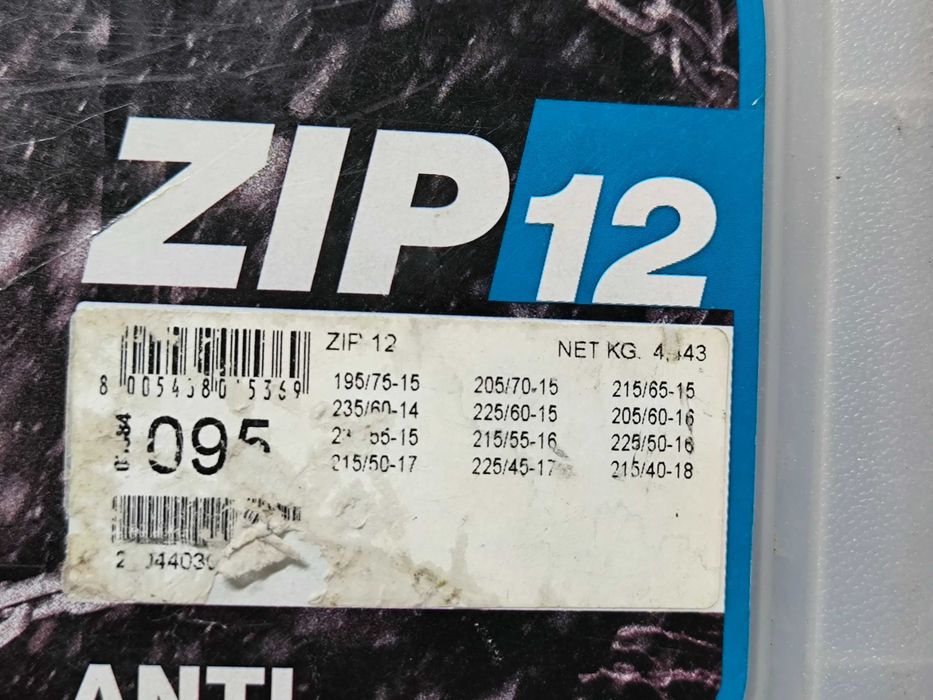 ZIP 12
ZIP 12 NET KG.
195/75-15 205/70-15 215/65-15
235/60-14 225/60-15 205/60-16
215/55-16 225/50-16
215/50-17 225/45-17 215/40-18
095
ANTI